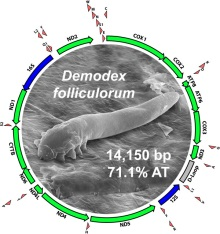 Demodex
folliculorum
14,150 bp
71.1% AT
ND2
COX1
COX2
ATP8
ATP6
COX3
ND3
D-Loop
12S
ND5
ND4
ND4L
ND6
CYTB
ND1
16S